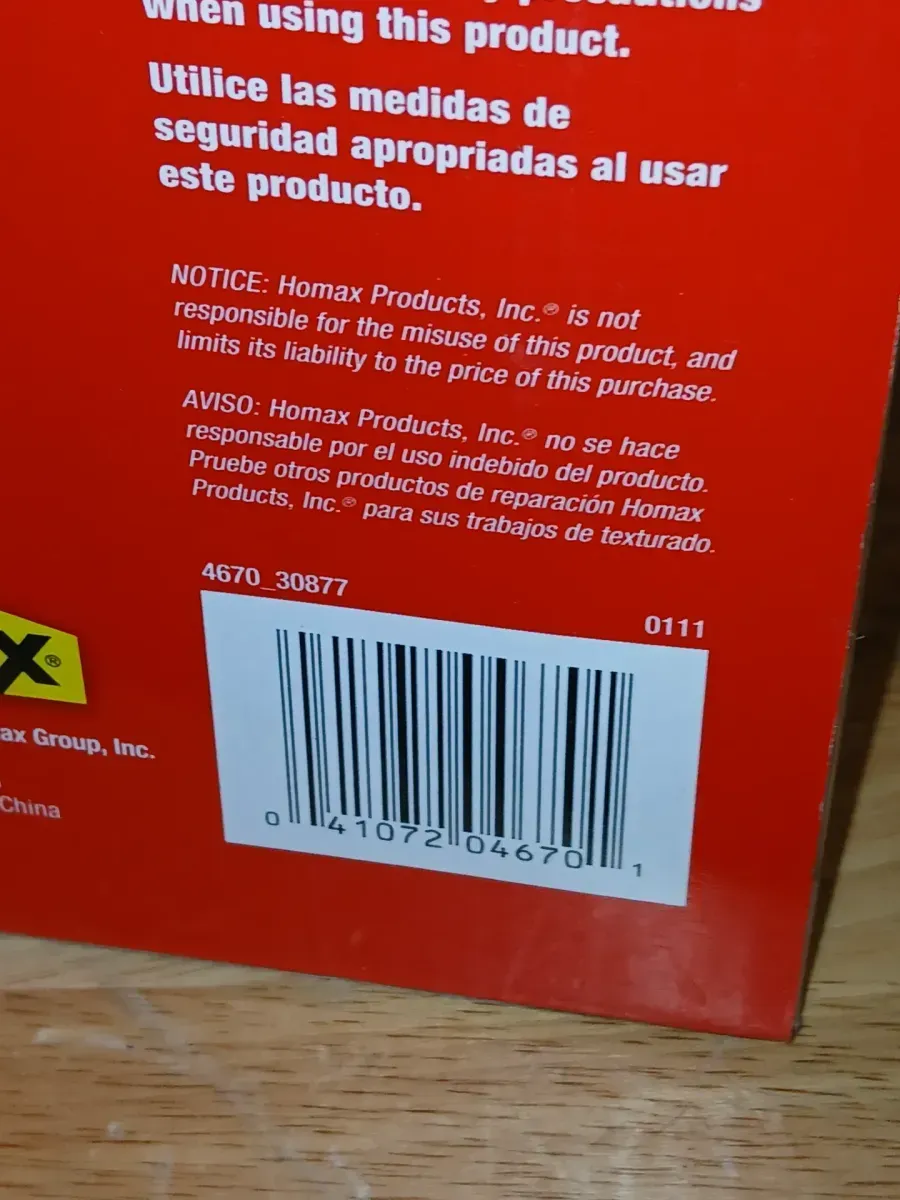 when using this product.
Utilice las medidas de
seguridad apropriadas al usar
este producto.
NOTICE: Homax Products, Inc.® is not
responsible for the misuse of this product, and
limits its liability to the price of this purchase.
AVISO: Homax Products, Inc.® no se hace
responsable por el uso indebido del producto.
Pruebe otros productos de reparación Homax
Products, Inc.® para sus trabajos de texturado.
4670_30877
0111
X®
ax Group, Inc.
China
0 41072 04670 1